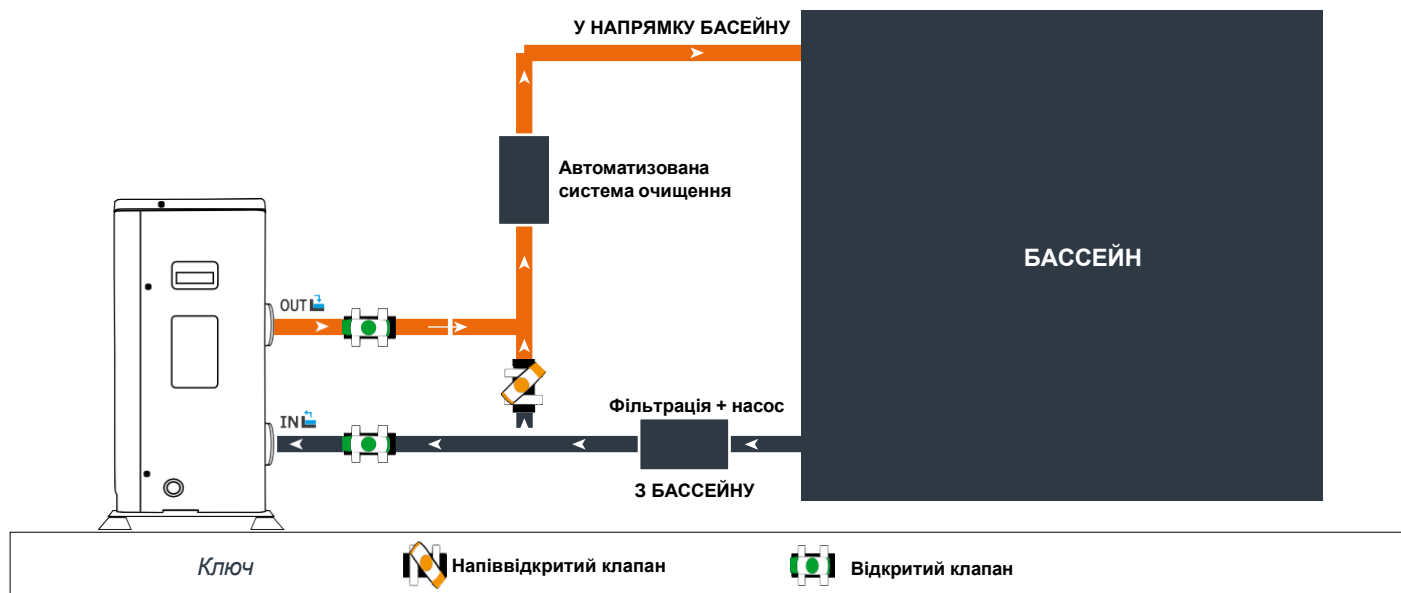 У НАПРЯМКУ БАСЕЙНУ
Автоматизована
система очищення
БАССЕЙН
OUT
IN
Фільтрація + насос
З БАССЕЙНУ
Ключ
Напіввідкритий клапан
Відкритий клапан